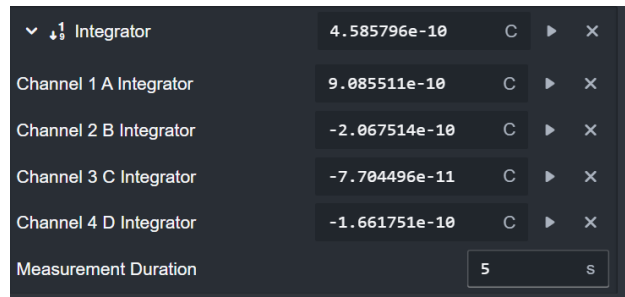 Integrator 4.585796e-10 C
Channel 1 A Integrator 9.085511e-10 C
Channel 2 B Integrator -2.067514e-10 C
Channel 3 C Integrator -7.704496e-11 C
Channel 4 D Integrator -1.661751e-10 C
Measurement Duration 5 s